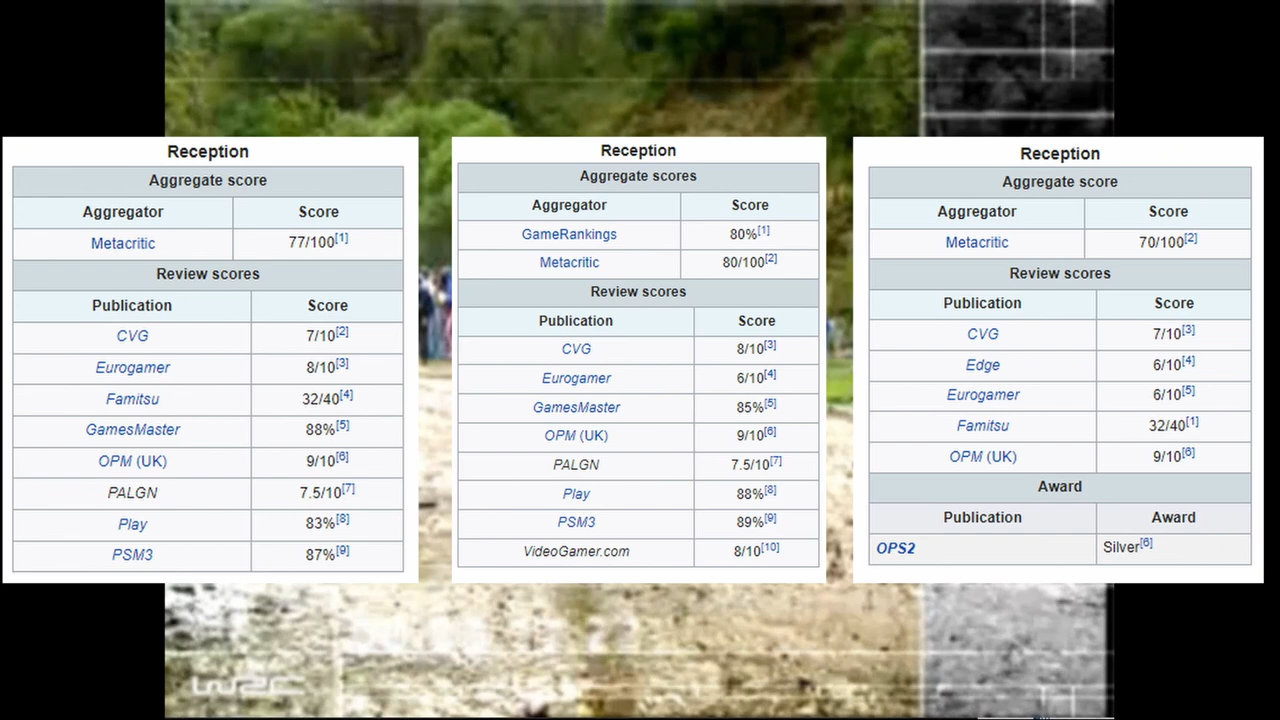 Reception
Aggregate score
Aggregator Score
Metacritic 77/100[1]
Review scores
Publication Score
CVG 7/10[2]
Eurogamer 8/10[3]
Famitsu 32/40[4]
GamesMaster 88%[5]
OPM (UK) 9/10[6]
PALGN 7.5/10[7]
Play 83%[8]
PSM3 87%[9]
Reception
Aggregate scores
Aggregator Score
GameRankings 80%[1]
Metacritic 80/100[2]
Review scores
Publication Score
CVG 8/10[3]
Eurogamer 6/10[4]
GamesMaster 85%[5]
OPM (UK) 9/10[6]
PALGN 7.5/10[7]
Play 88%[8]
PSM3 89%[9]
VideoGamer.com 8/10[10]
Reception
Aggregate score
Aggregator Score
Metacritic 70/100[2]
Review scores
Publication Score
CVG 7/10[3]
Edge 6/10[4]
Eurogamer 6/10[5]
Famitsu 32/40[1]
OPM (UK) 9/10[6]
Award
Publication Award
OPS2 Silver[6]
WRC